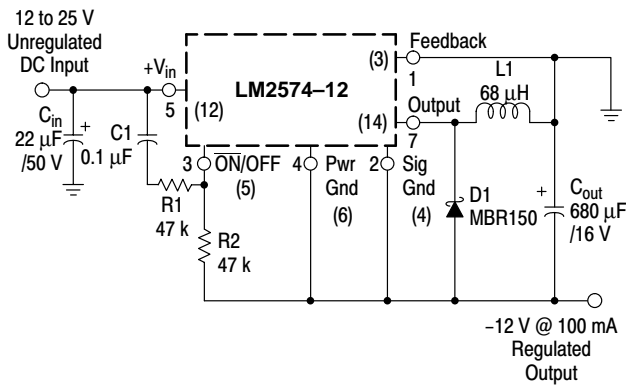 12 to 25 V
Unregulated
DC Input
+Vin
5
(12)
LM2574–12
(3)
Feedback
1
(14)
Output
7
L1
68 μH
Cin
22 μF
/50 V
+
C1
0.1 μF
3
ON/OFF
(5)
4
Pwr
Gnd
(6)
2
Sig
Gnd
(4)
R1
47 k
R2
47 k
D1
MBR150
+
Cout
680 μF
/16 V
–12 V @ 100 mA
Regulated
Output